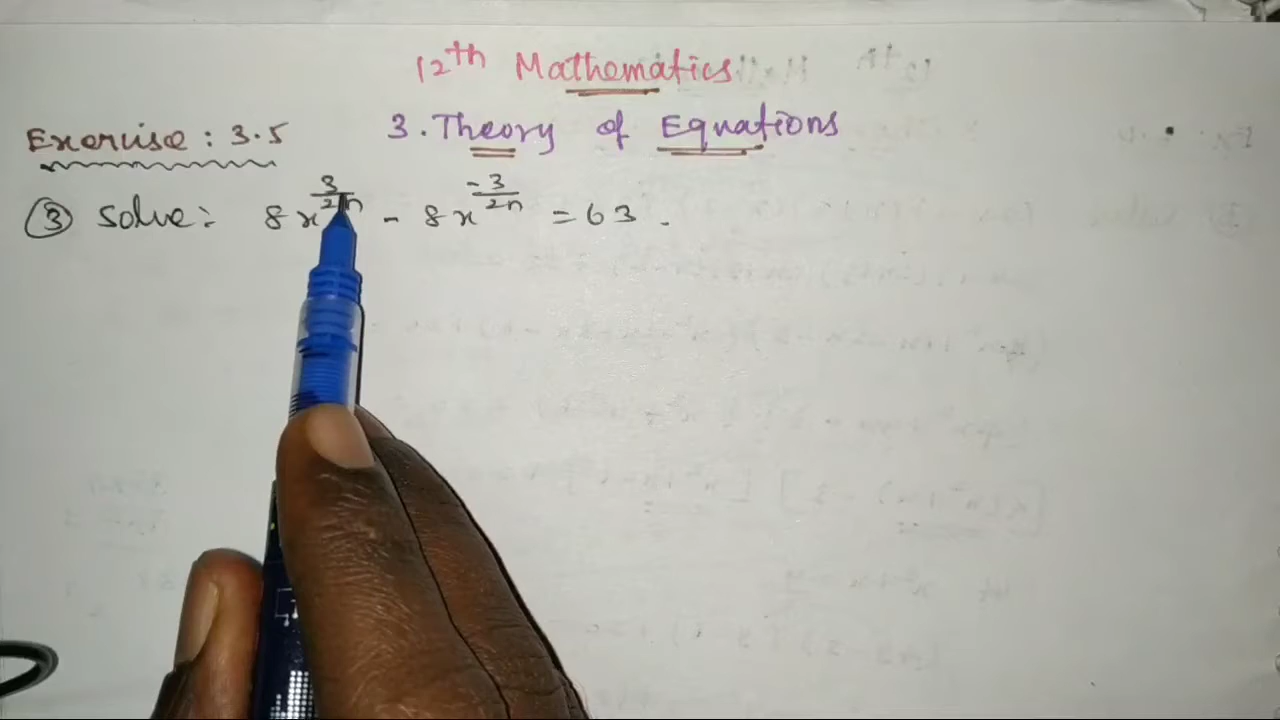 12th Mathematics
3. Theory of Equations
Exercise : 3.5
③ Solve: 8x^(3/2n) - 8x^(-3/2n) = 63.